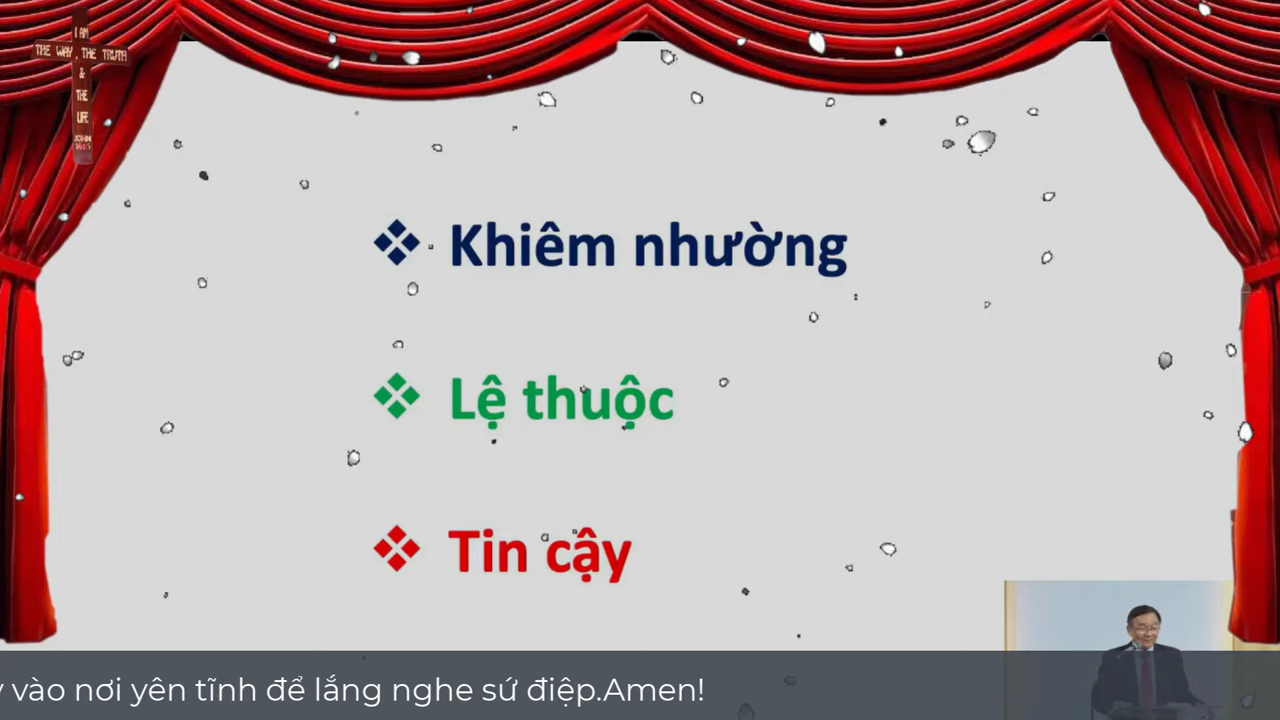 I AM
THE WAY, THE TRUTH
&
THE
LIFE
JOHN
Khiêm nhường
Lệ thuộc
Tin cậy
vào nơi yên tĩnh để lắng nghe sứ điệp.Amen!